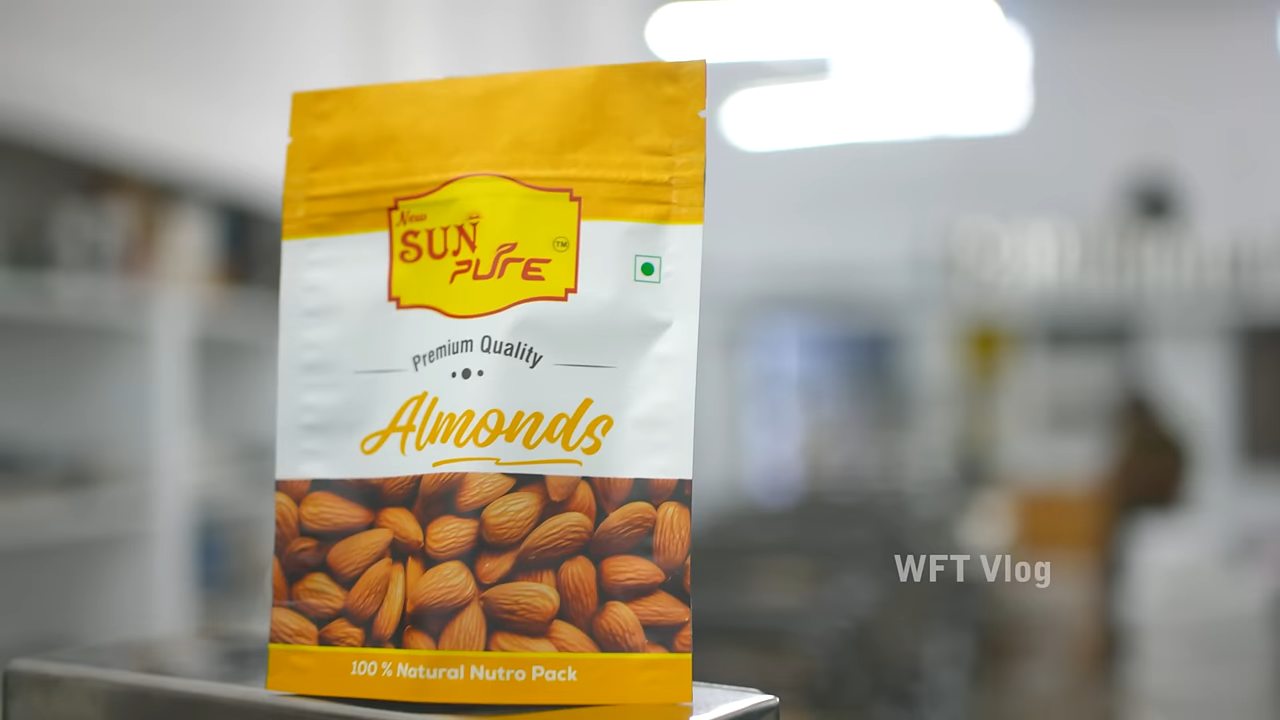 New
SUN
PURE
TM
Premium Quality
Almonds
100% Natural Nutro Pack
WFT Vlog